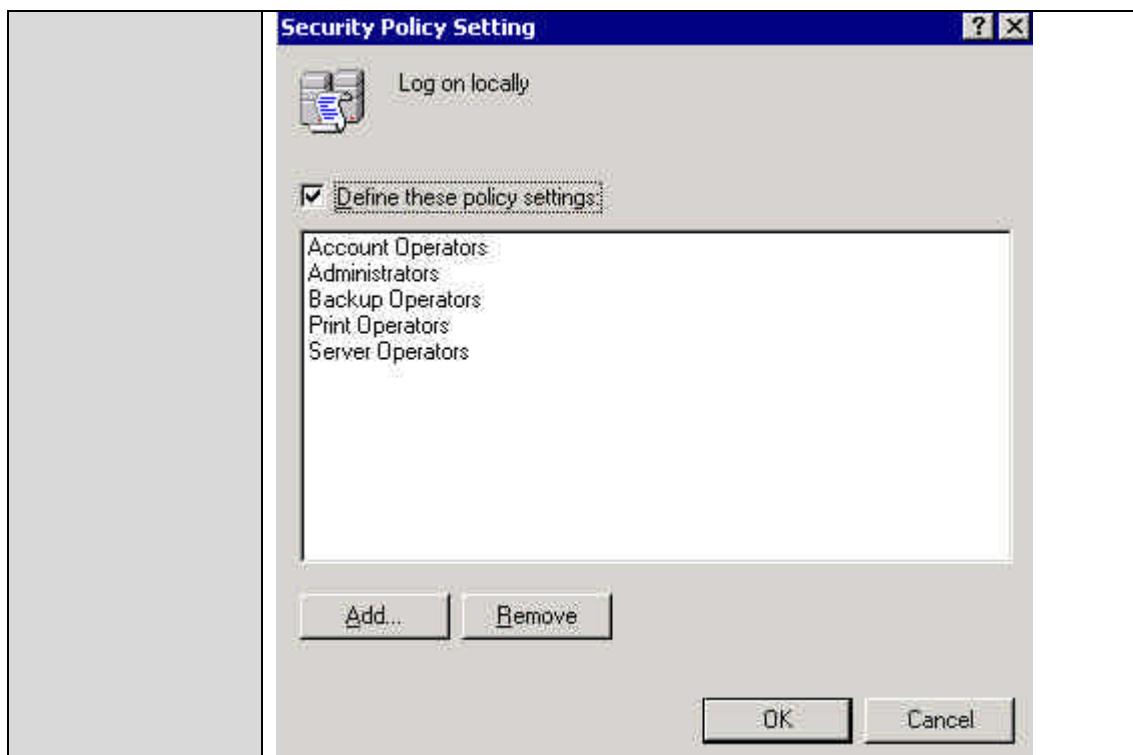 Security Policy Setting
Log on locally
Define these policy settings:
Account Operators
Administrators
Backup Operators
Print Operators
Server Operators
Add... Remove
OK Cancel